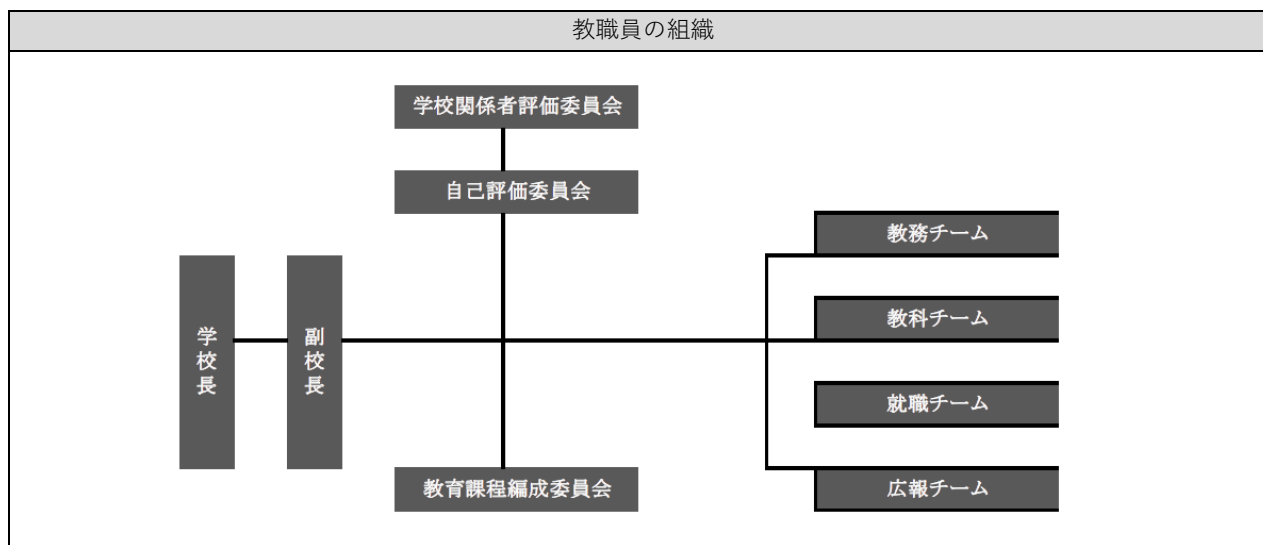 教職員の組織
学校関係者評価委員会
自己評価委員会
教務チーム
教科チーム
学校長
副校長
就職チーム
教育課程編成委員会
広報チーム